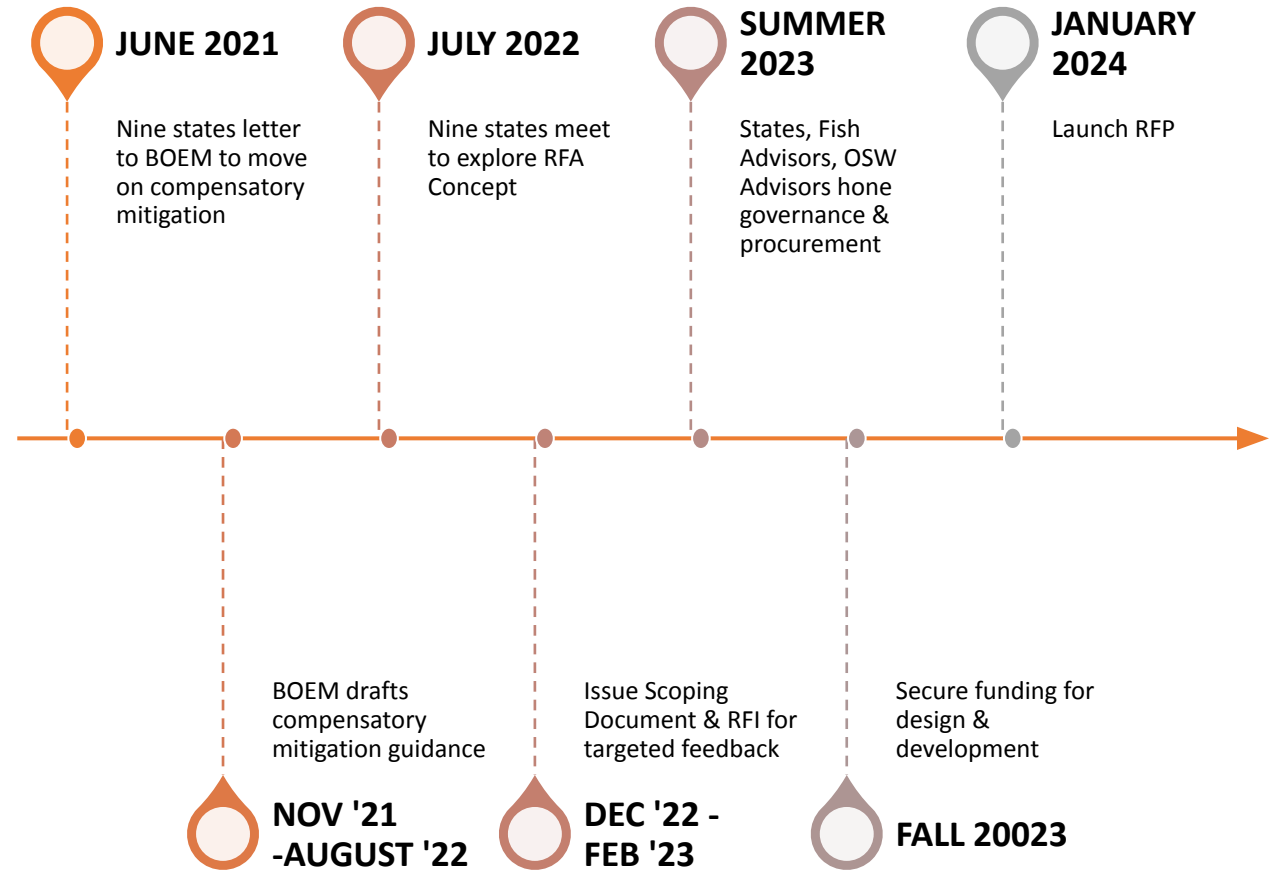 JUNE 2021
Nine states letter
to BOEM to move
on compensatory
mitigation
JULY 2022
Nine states meet
to explore RFA
Concept
SUMMER
2023
States, Fish
Advisors, OSW
Advisors hone
governance &
procurement
JANUARY
2024
Launch RFP
BOEM drafts
compensatory
mitigation guidance
NOV '21
-AUGUST '22
Issue Scoping
Document & RFI for
targeted feedback
DEC '22 -
FEB '23
Secure funding for
design &
development
FALL 20023